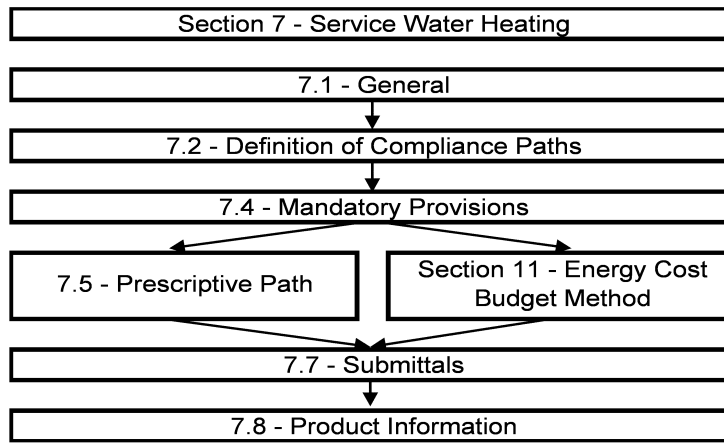 Section 7 - Service Water Heating
7.1 - General
7.2 - Definition of Compliance Paths
7.4 - Mandatory Provisions
7.5 - Prescriptive Path
Section 11 - Energy Cost
Budget Method
7.7 - Submittals
7.8 - Product Information